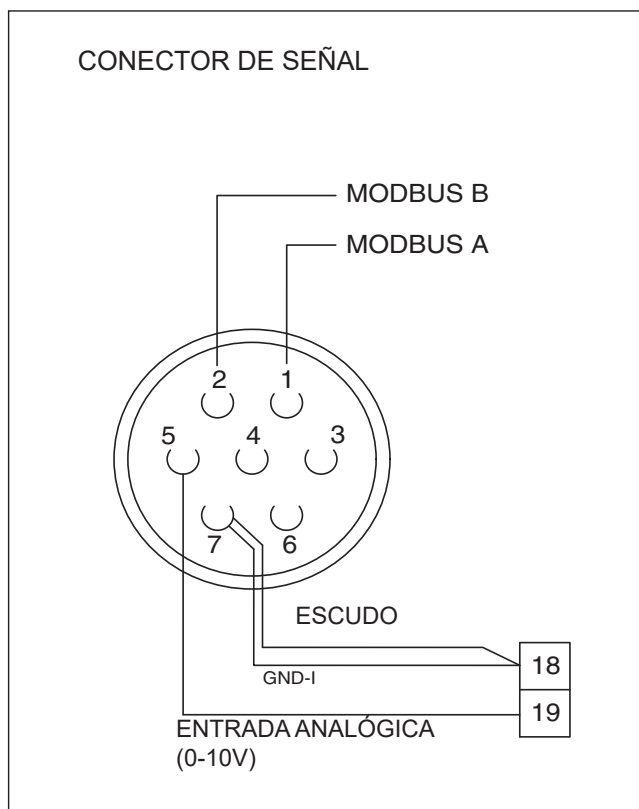 CONECTOR DE SEÑAL
MODBUS B
MODBUS A
2 1
5 4 3
7 6
ESCUDO
18
GND-I
19
ENTRADA ANALÓGICA
(0-10V)